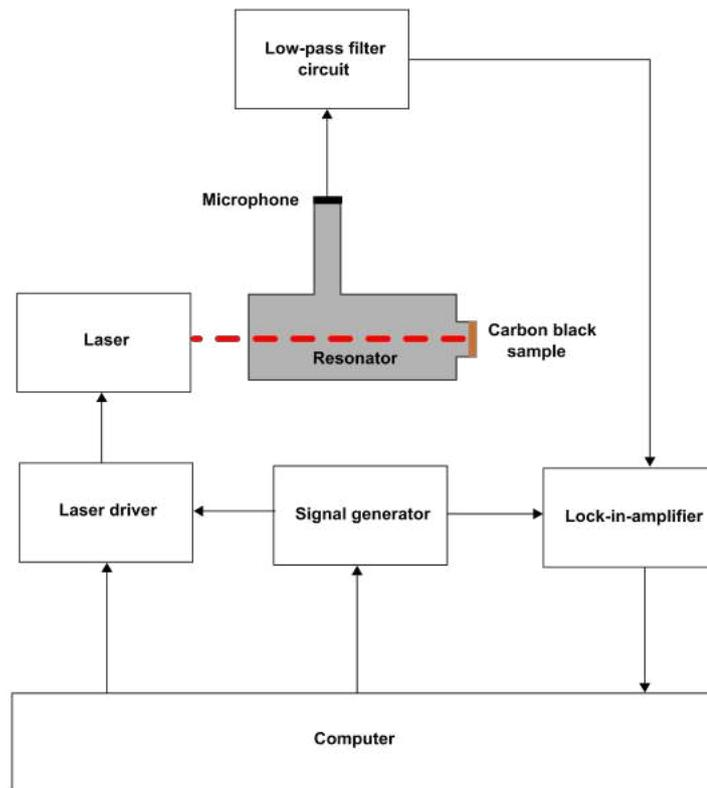 Low-pass filter
circuit
Microphone
Laser
Resonator
Carbon black
sample
Laser driver
Signal generator
Lock-in-amplifier
Computer